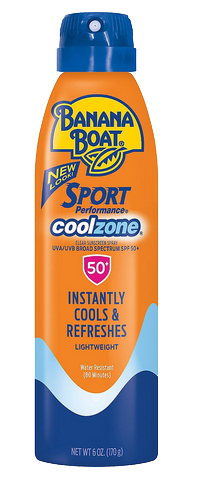 BANANA
BOAT®
NEW
LOOK!
SPORT
Performance®
coolzone®
CLEAR SUNSCREEN SPRAY
UVA/UVB BROAD SPECTRUM SPF 50+
50+
INSTANTLY
COOLS &
REFRESHES
LIGHTWEIGHT
Water Resistant
(80 Minutes)
NET WT 6 OZ. (170 g)